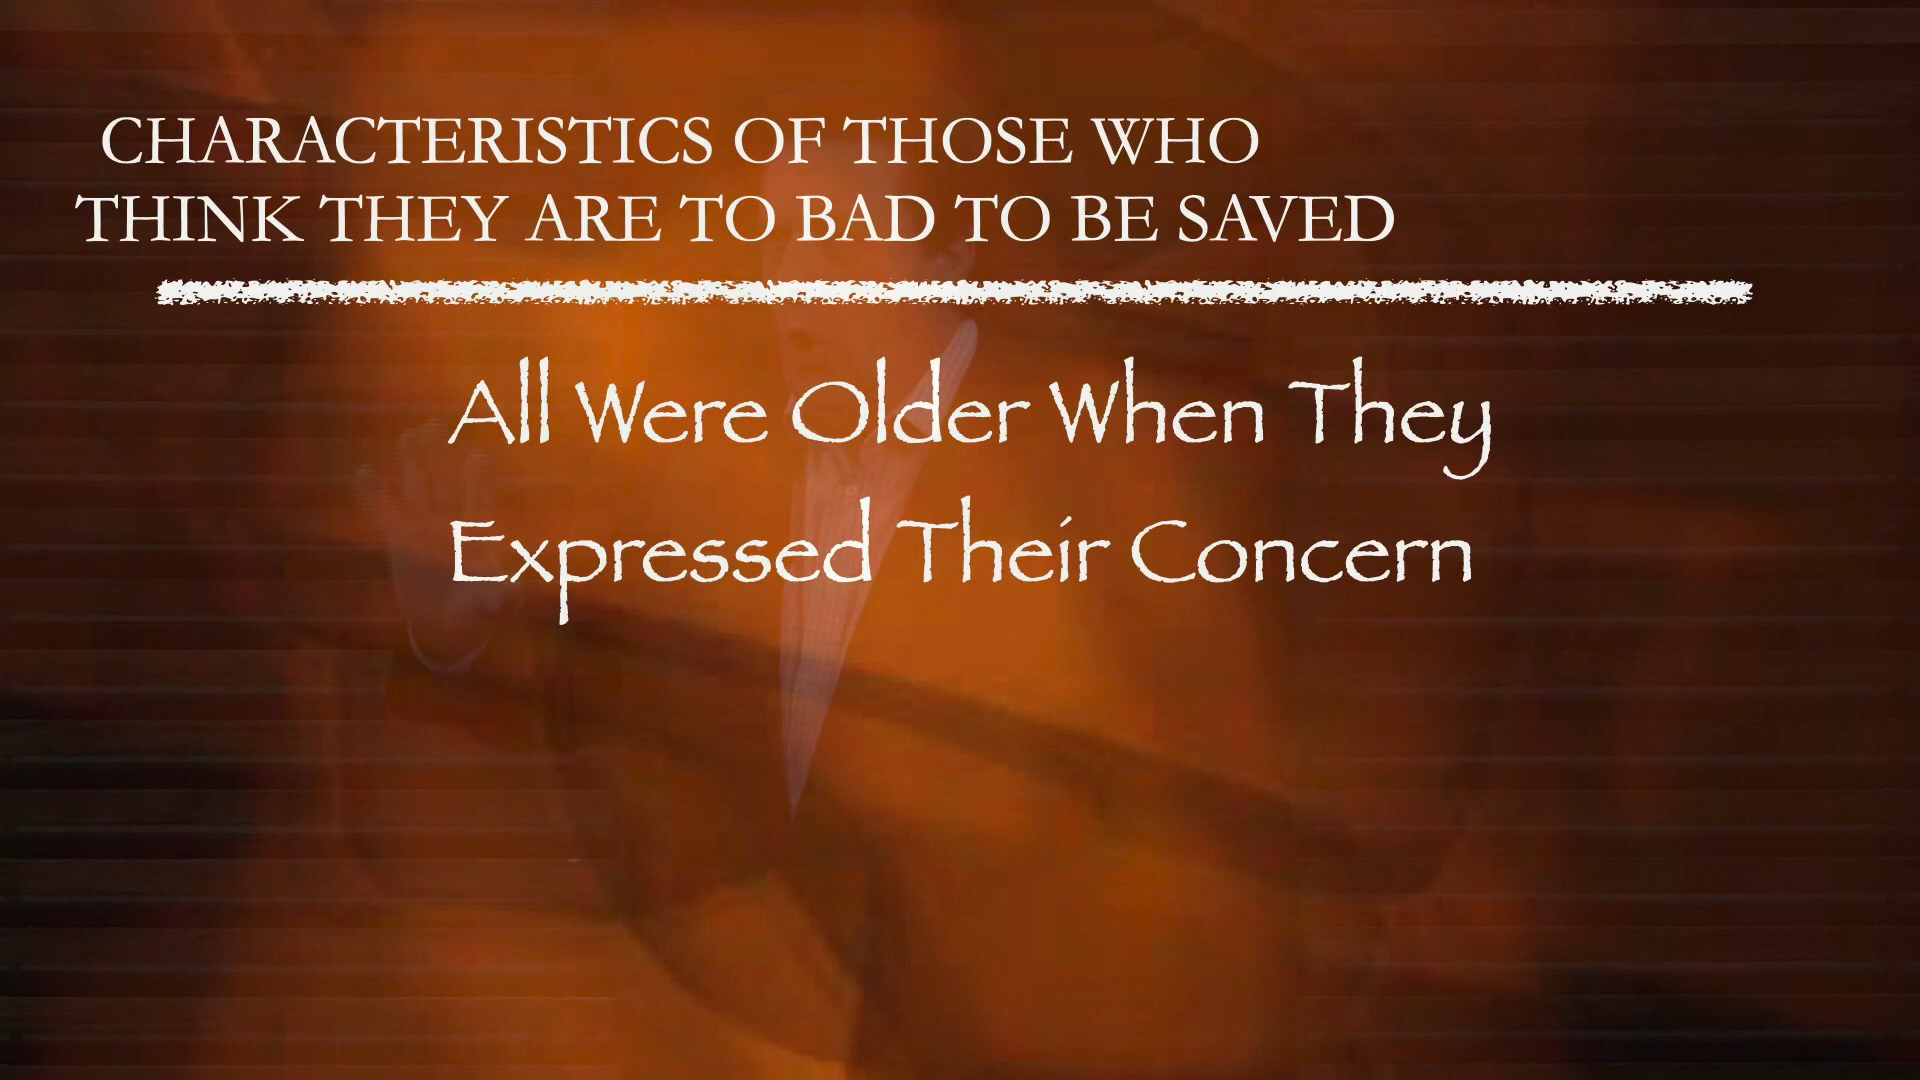 CHARACTERISTICS OF THOSE WHO
THINK THEY ARE TO BAD TO BE SAVED
All Were Older When They
Expressed Their Concern